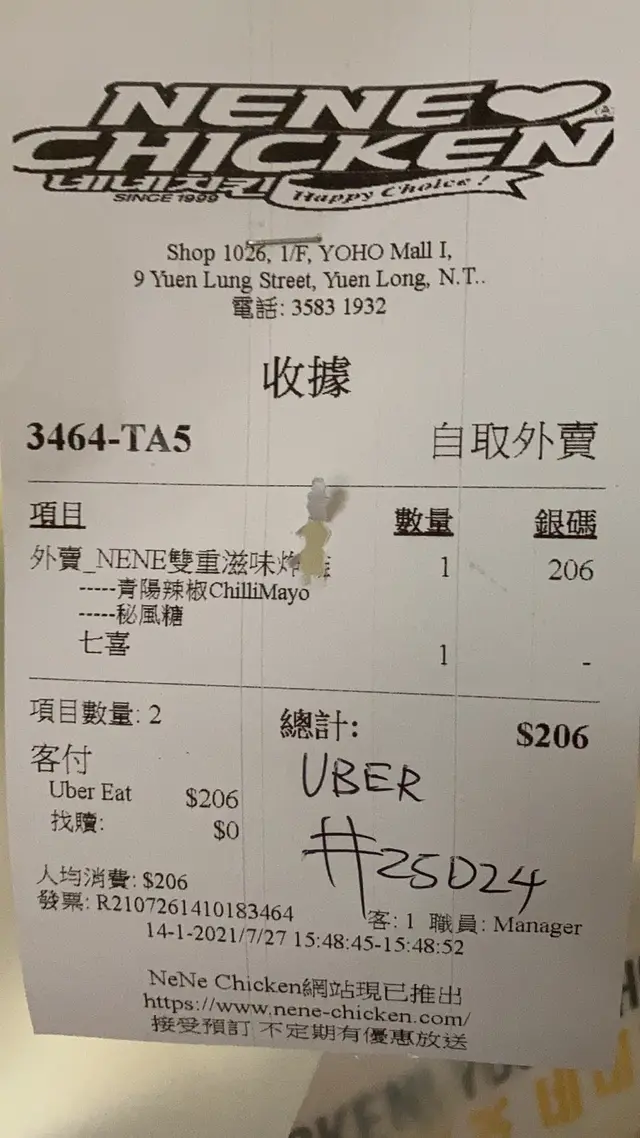 NENE
CHICKEN
네네치킨 Happy Choice!
SINCE 1999
Shop 1026, 1/F, YOHO Mall I,
9 Yuen Lung Street, Yuen Long, N.T..
電話: 3583 1932
收據
3464-TA5 自取外賣
項目 數量 銀碼
外賣_NENE雙重滋味炸 1 206
-----青陽辣椒ChilliMayo
-----秘風糖
七喜 1 -
項目數量: 2 總計: $206
客付
Uber Eat $206
找贖: $0
UBER
#25D24
人均消費: $206
發票: R2107261410183464
客: 1 職員: Manager
14-1-2021/7/27 15:48:45-15:48:52
NeNe Chicken網站現已推出
https://www.nene-chicken.com/
接受預訂 不定期有優惠放送